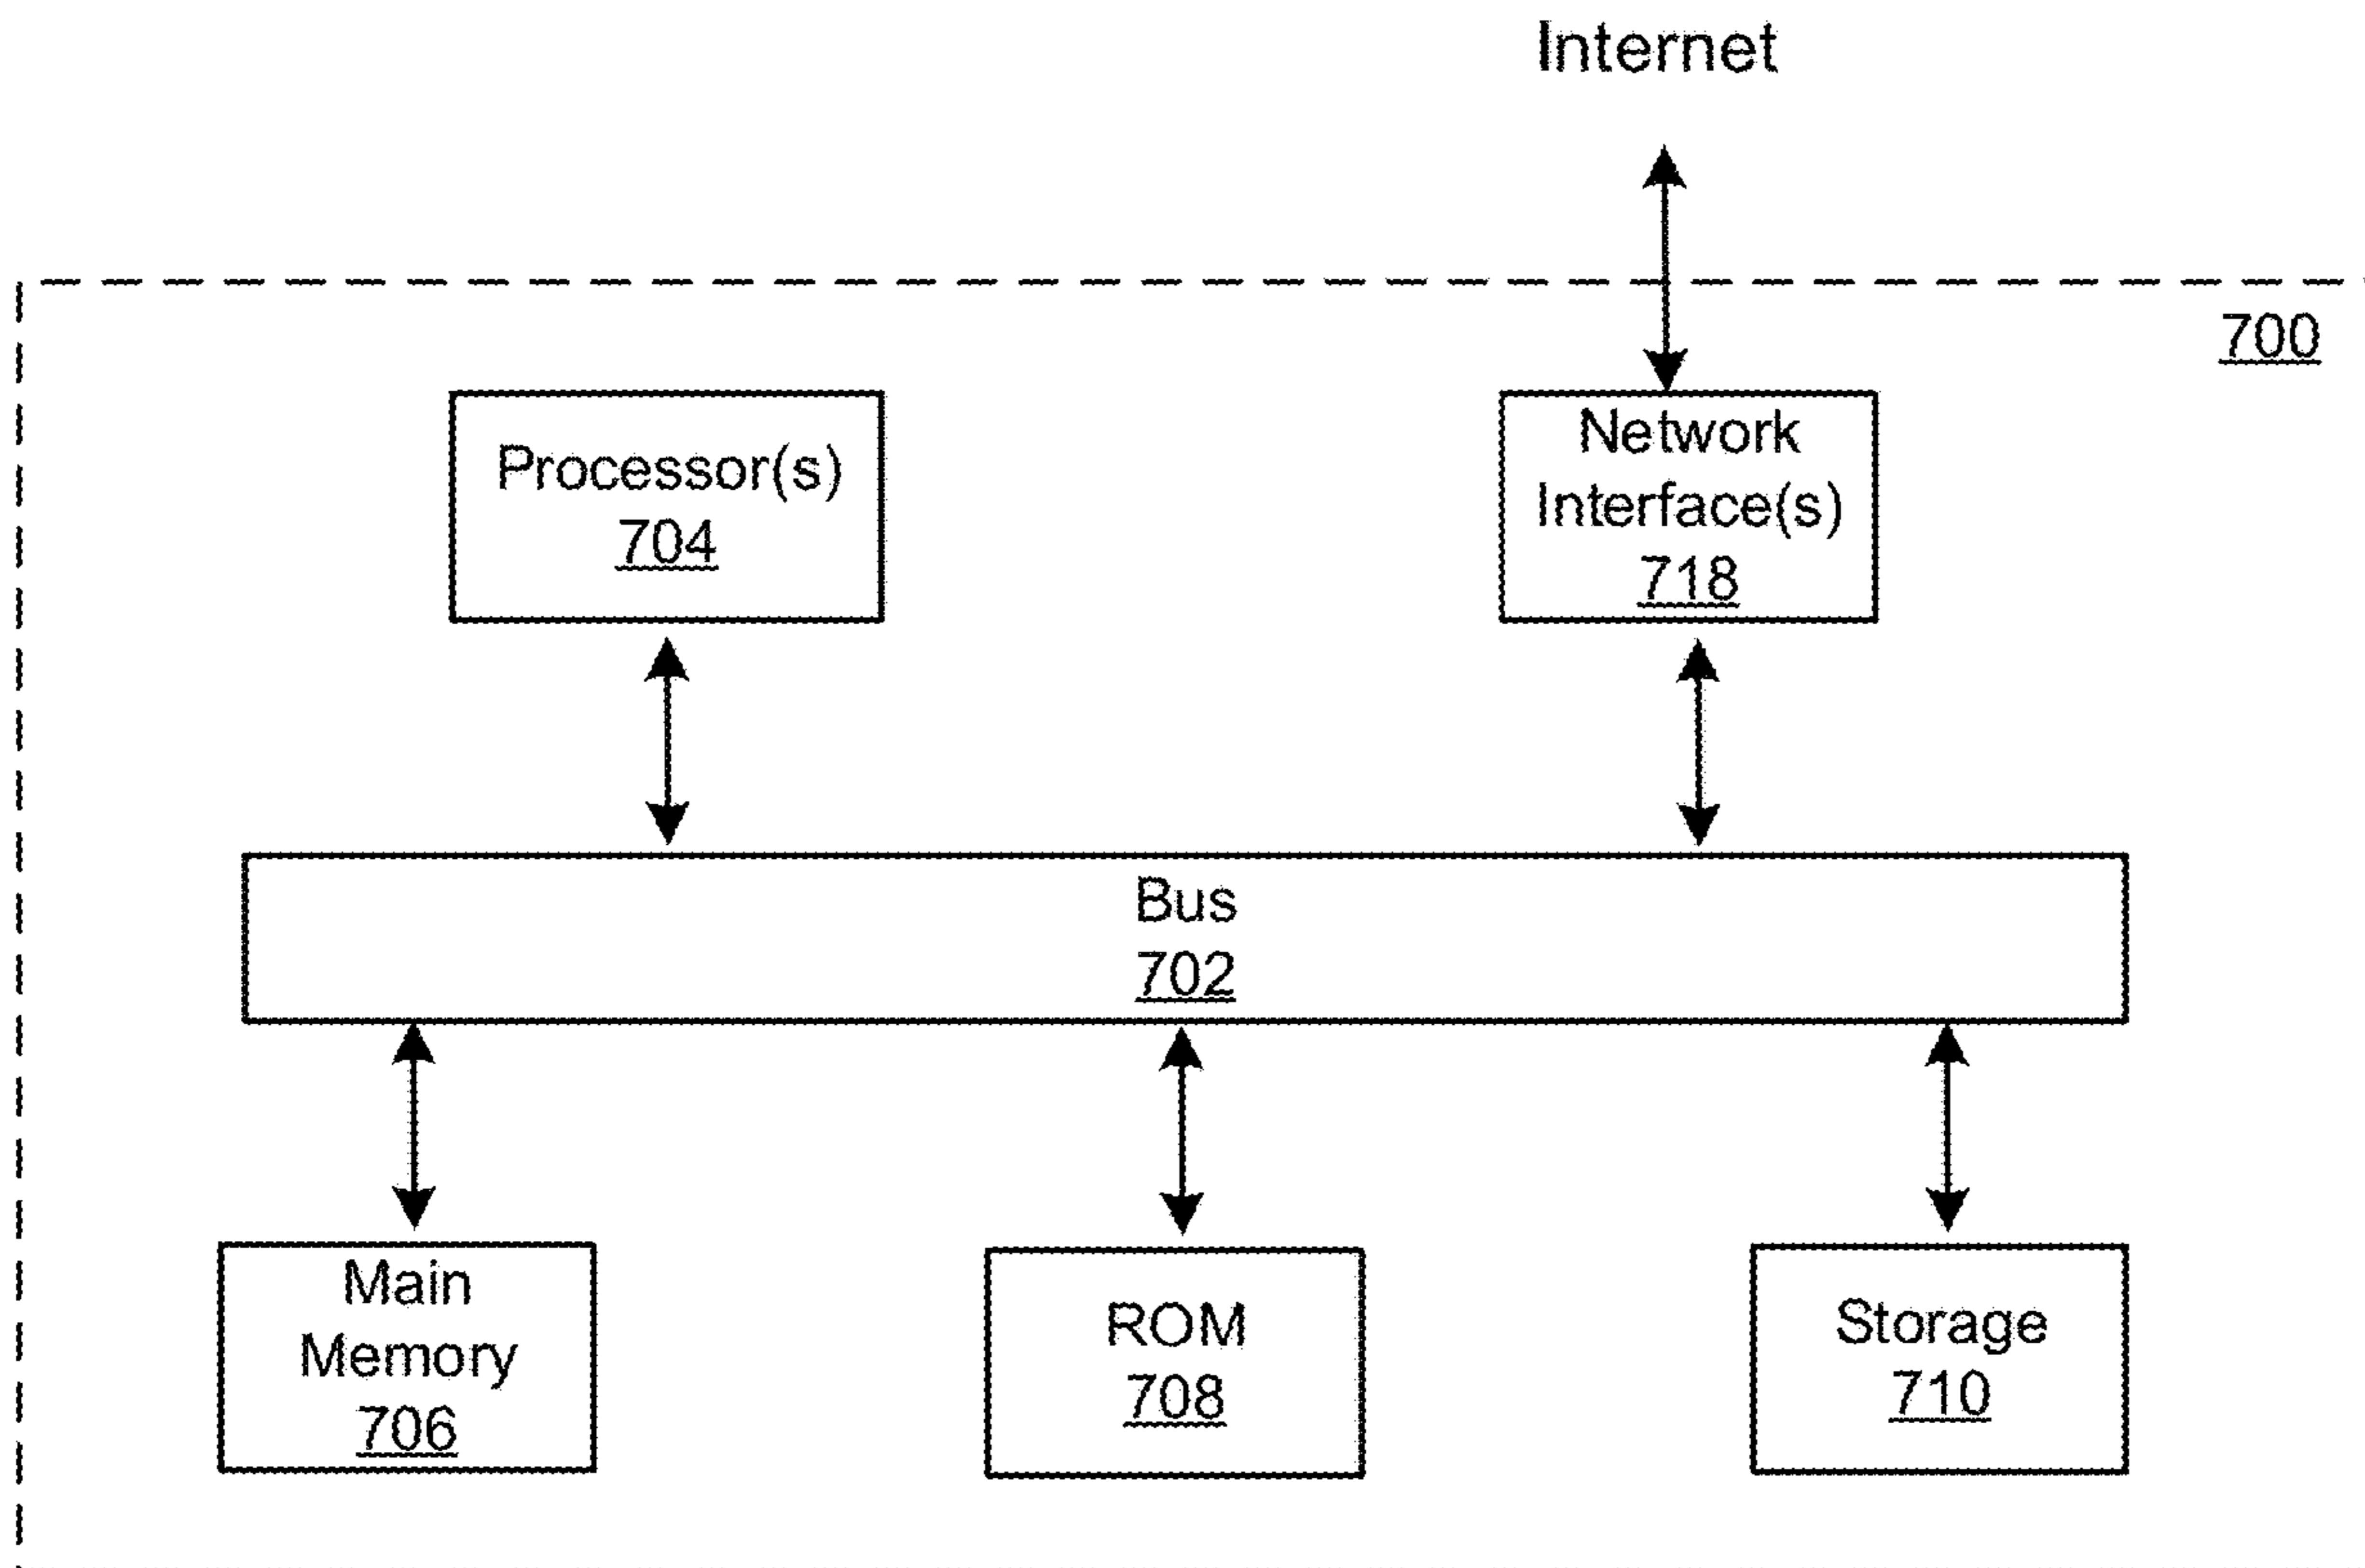 Internet
700
Processor(s)
704
Network
Interface(s)
718
Bus
702
Main
Memory
706
ROM
708
Storage
710